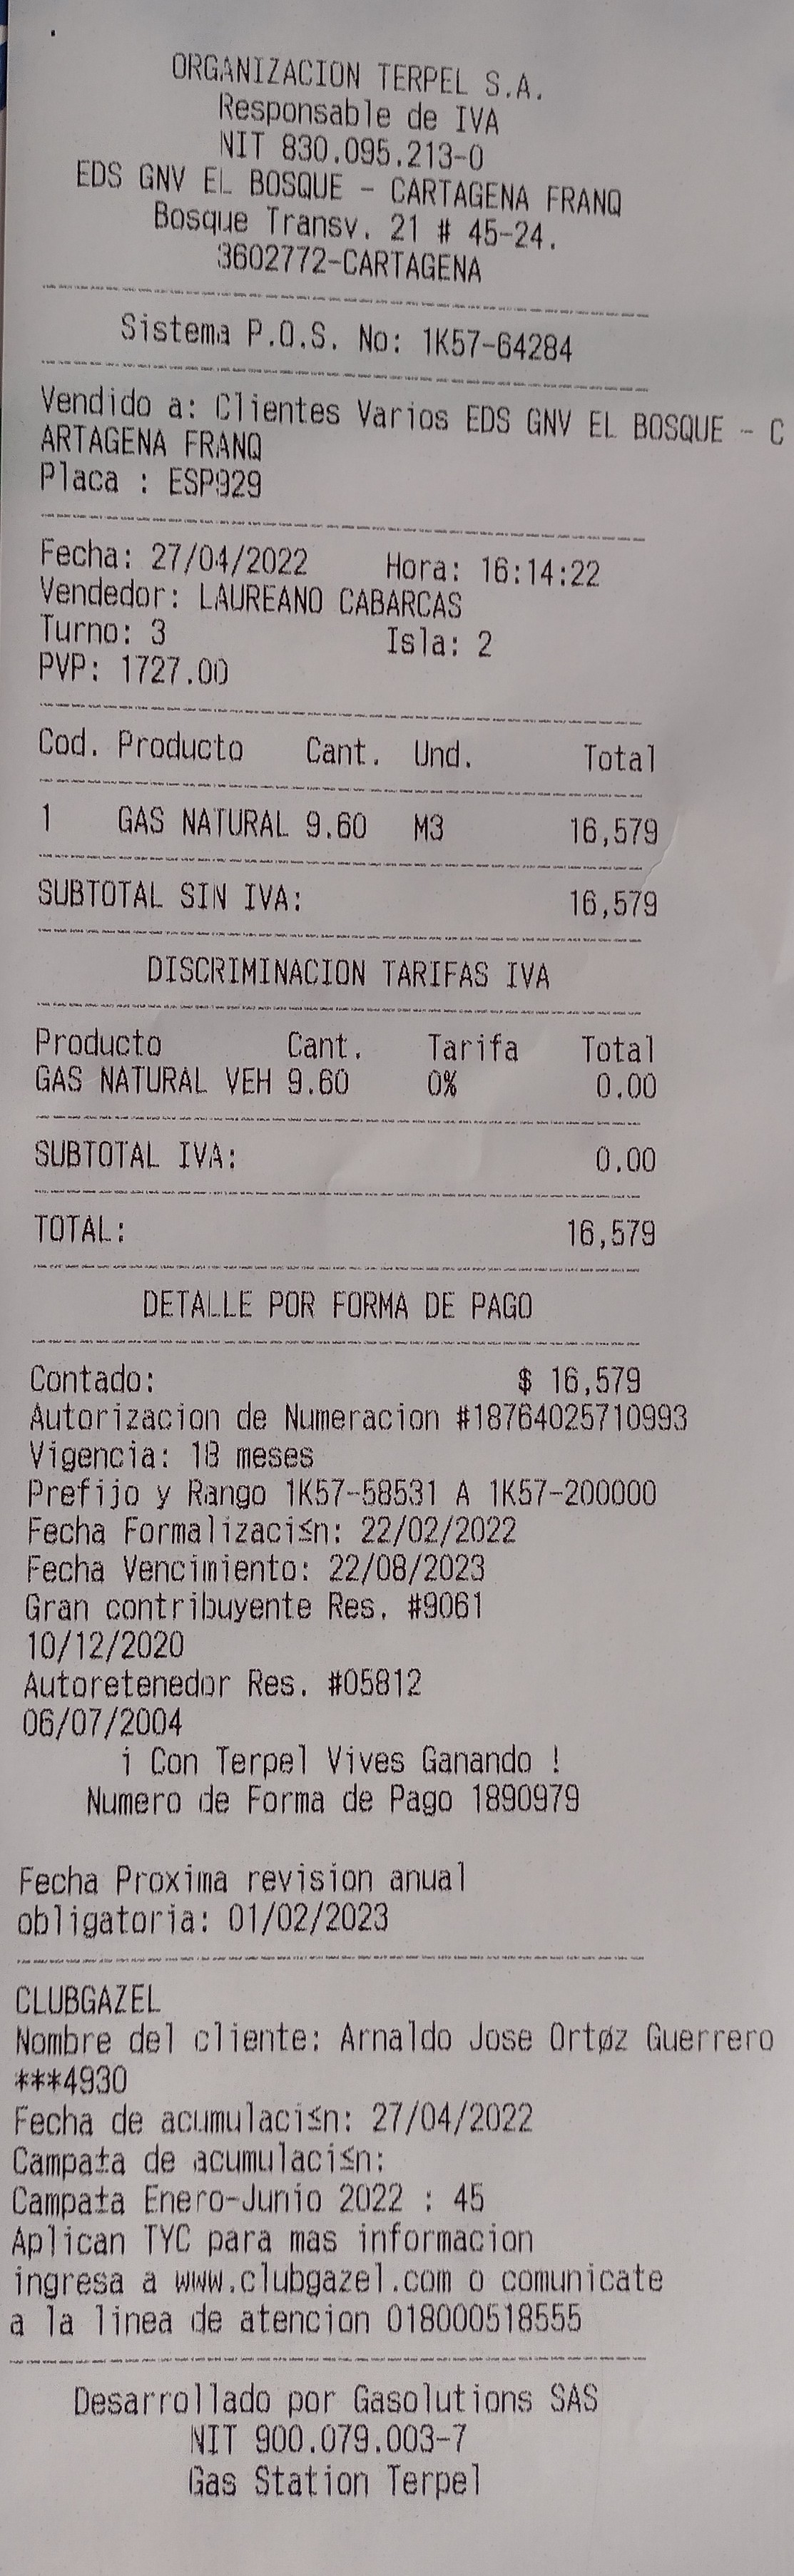 ORGANIZACION TERPEL S.A.
Responsable de IVA
NIT 830.095.213-0
EDS GNV EL BOSQUE - CARTAGENA FRANQ
Bosque Transv. 21 # 45-24.
3602772-CARTAGENA
Sistema P.O.S. No: 1K57-64284
Vendido a: Clientes Varios EDS GNV EL BOSQUE - C
ARTAGENA FRANQ
Placa : ESP929
Fecha: 27/04/2022 Hora: 16:14:22
Vendedor: LAUREANO CABARCAS
Turno: 3 Isla: 2
PVP: 1727.00
Cod. Producto Cant. Und. Total
1 GAS NATURAL 9.60 M3 16,579
SUBTOTAL SIN IVA: 16,579
DISCRIMINACION TARIFAS IVA
Producto Cant. Tarifa Total
GAS NATURAL VEH 9.60 0% 0.00
SUBTOTAL IVA: 0.00
TOTAL: 16,579
DETALLE POR FORMA DE PAGO
Contado: $ 16,579
Autorizacion de Numeracion #18764025710993
Vigencia: 18 meses
Prefijo y Rango 1K57-58531 A 1K57-200000
Fecha Formalizaci≤n: 22/02/2022
Fecha Vencimiento: 22/08/2023
Gran contribuyente Res. #9061
10/12/2020
Autoretenedor Res. #05812
06/07/2004
¡ Con Terpel Vives Ganando !
Numero de Forma de Pago 1890979
Fecha Proxima revision anual
obligatoria: 01/02/2023
CLUBGAZEL
Nombre del cliente: Arnaldo Jose Ortøz Guerrero
***4930
Fecha de acumulaci≤n: 27/04/2022
Campa±a de acumulaci≤n:
Campa±a Enero-Junio 2022 : 45
Aplican TYC para mas informacion
ingresa a www.clubgazel.com o comunicate
a la linea de atencion 018000518555
Desarrollado por Gasolutions SAS
NIT 900.079.003-7
Gas Station Terpel